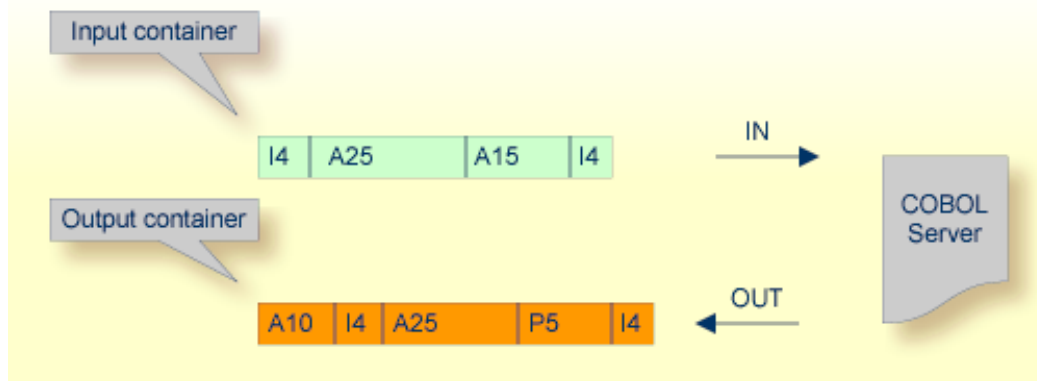 Input container
I4 A25 A15 I4
IN
COBOL
Server
Output container
A10 I4 A25 P5 I4
OUT